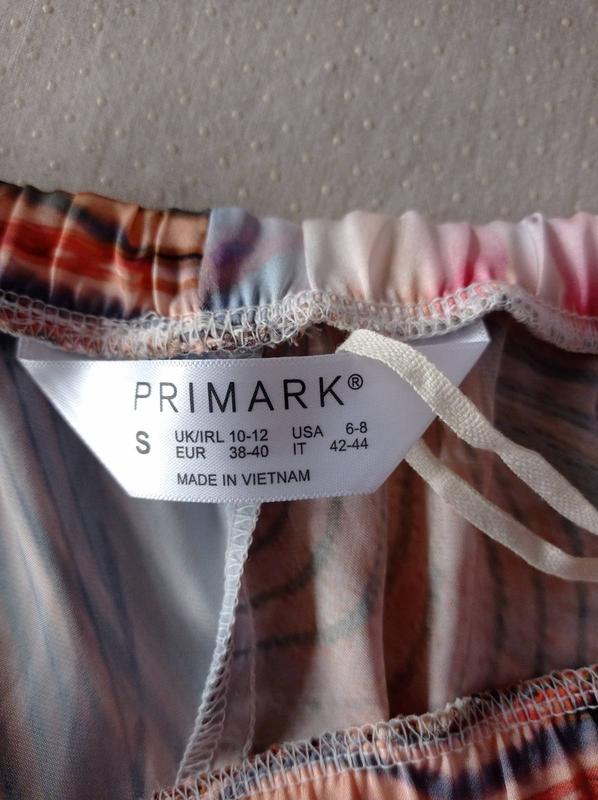 PRIMARK®
S UK/IRL 10-12 USA 6-8
EUR 38-40 IT 42-44
MADE IN VIETNAM